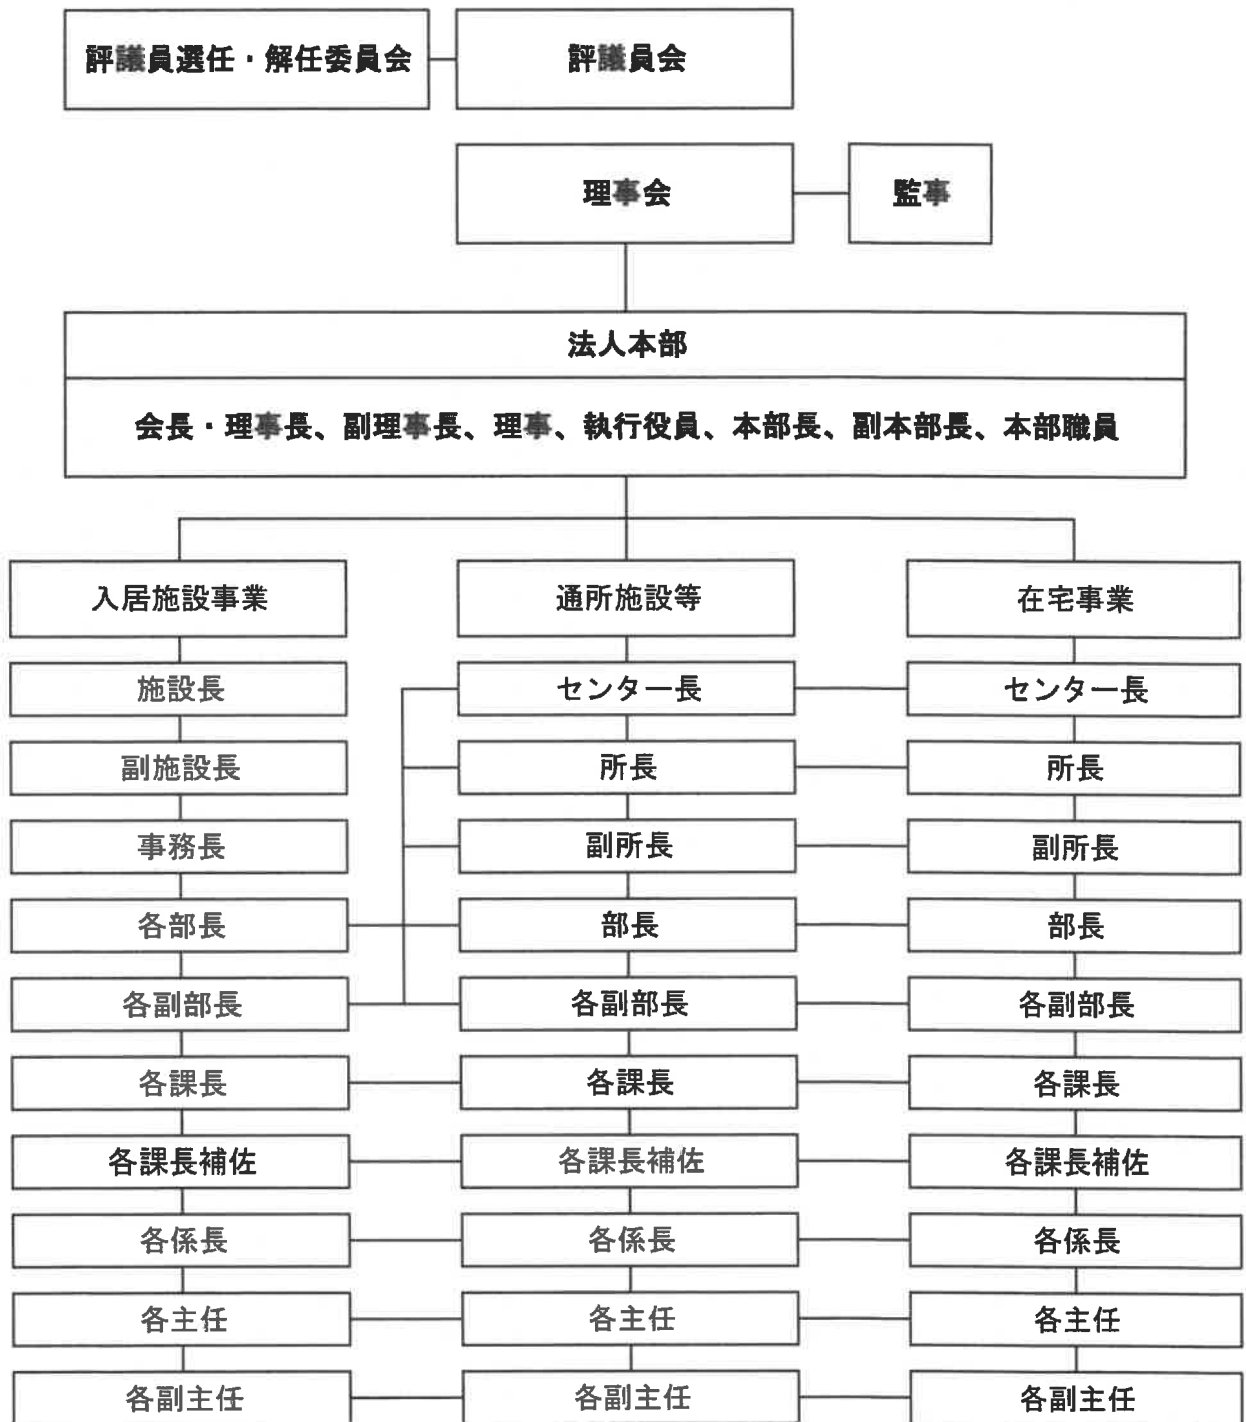 評議員選任・解任委員会
評議員会
理事会
監事
法人本部
会長・理事長、副理事長、理事、執行役員、本部長、副本部長、本部職員
入居施設事業
通所施設等
在宅事業
施設長
センター長
センター長
副施設長
所長
所長
事務長
副所長
副所長
各部長
部長
部長
各副部長
各副部長
各副部長
各課長
各課長
各課長
各課長補佐
各課長補佐
各課長補佐
各係長
各係長
各係長
各主任
各主任
各主任
各副主任
各副主任
各副主任